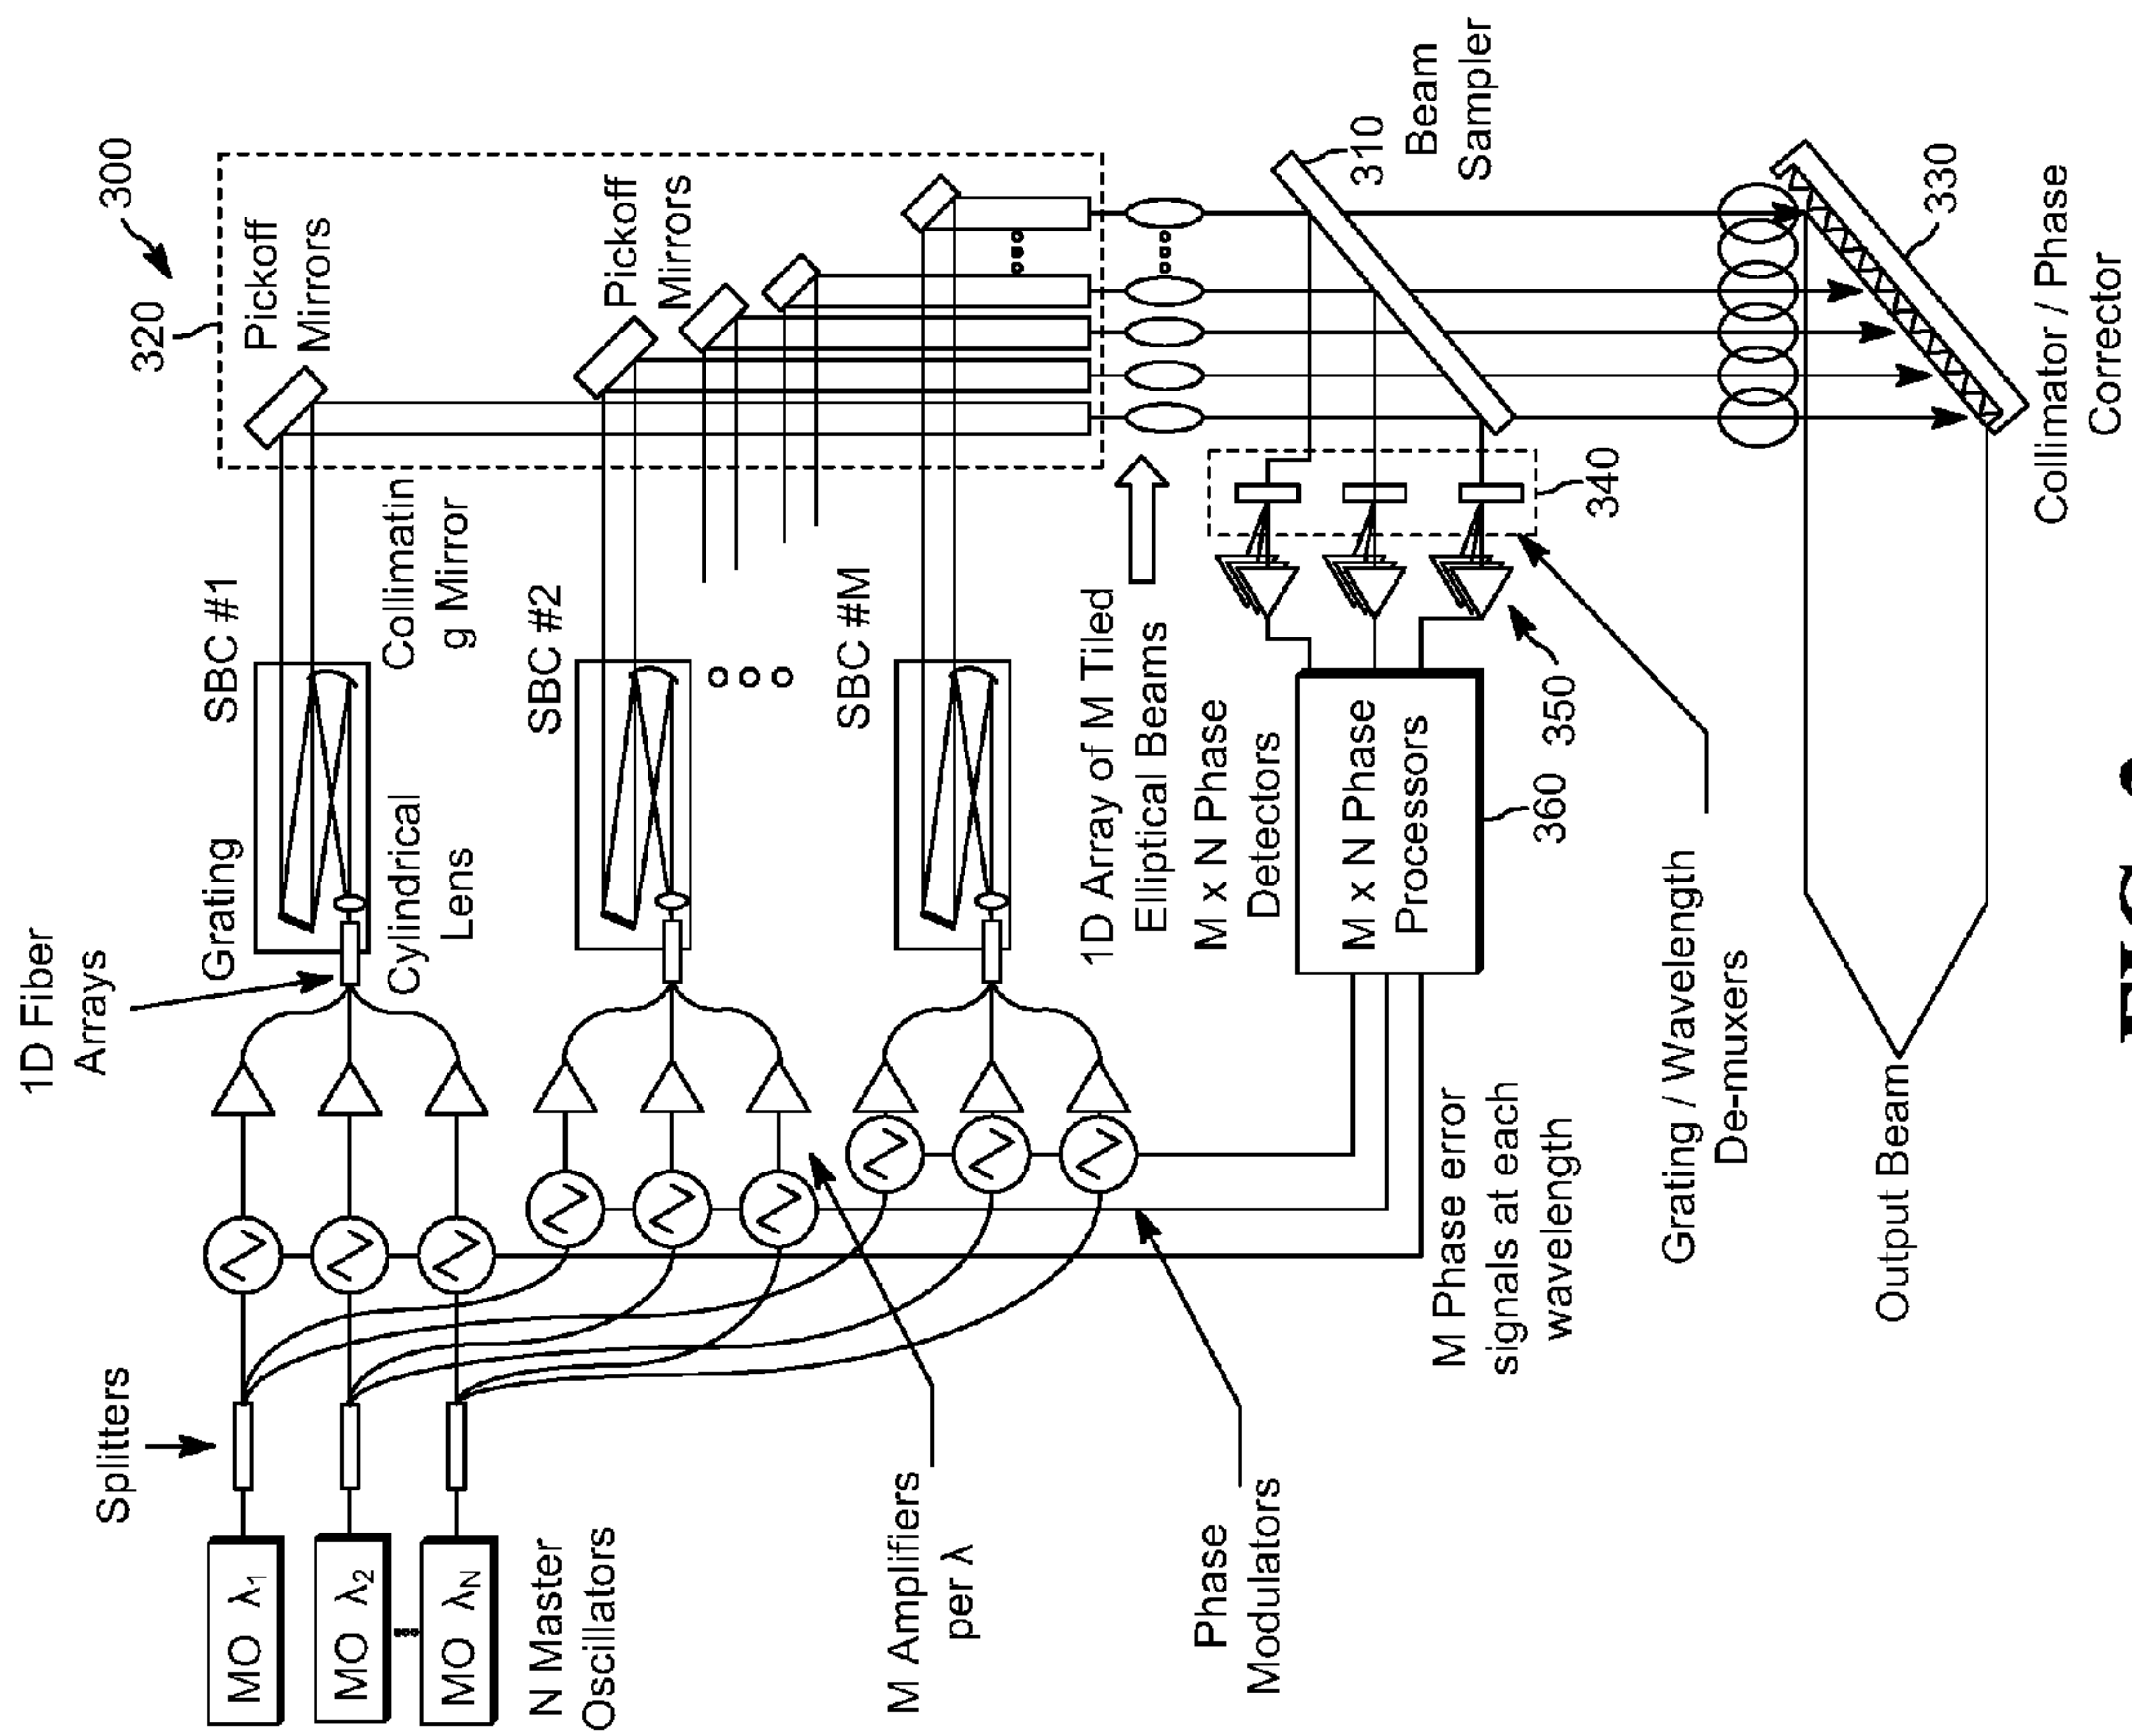 300
320
Pickoff
Mirrors
Pickoff
Mirrors
SBC #1
SBC #2
SBC #M
Collimatin
g Mirror
Grating
Cylindrical
Lens
1D Fiber
Arrays
Splitters
MO λ1
MO λ2
MO λN
N Master
Oscillators
M Amplifiers
per λ
Phase
Modulators
1D Array of M Tiled
Elliptical Beams
M x N Phase
Detectors
M x N Phase
Processors
360
350
340
310
Beam
Sampler
M Phase error
signals at each
wavelength
Grating / Wavelength
De-muxers
330
Collimator / Phase
Corrector
Output Beam